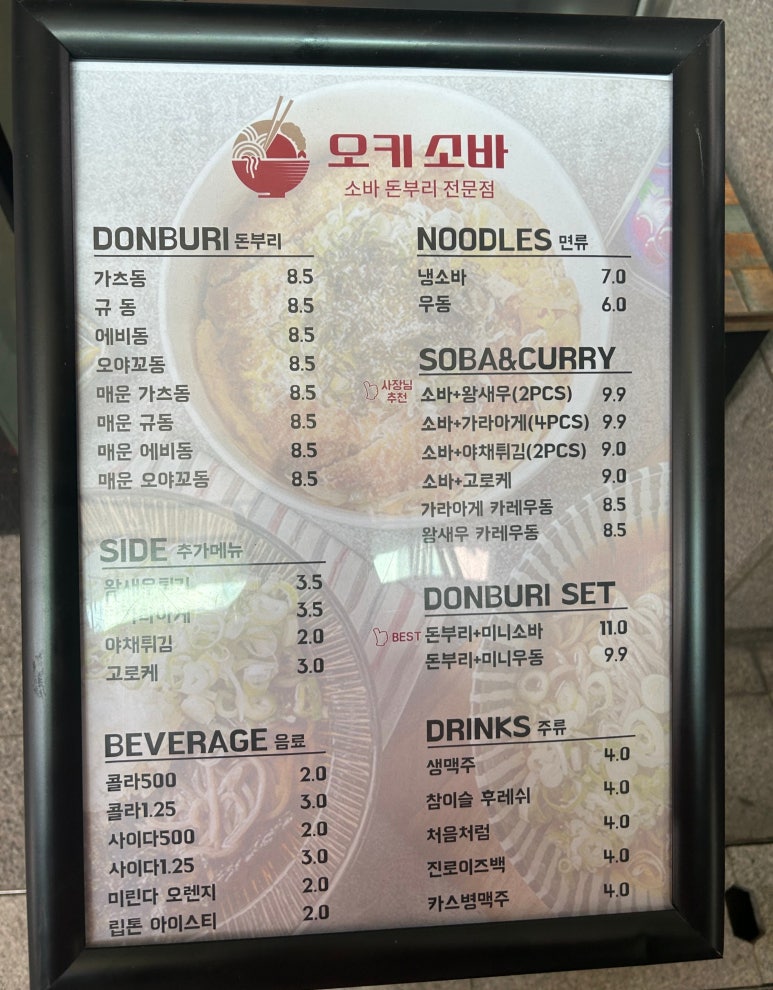 오키 소바
소바 돈부리 전문점
DONBURI 돈부리
가츠동 8.5
규 동 8.5
에비동 8.5
오야꼬동 8.5
매운 가츠동 8.5
매운 규동 8.5
매운 에비동 8.5
매운 오야꼬동 8.5
SIDE 추가메뉴
왕새우튀김 3.5
가라아게 3.5
야채튀김 2.0
고로케 3.0
BEVERAGE 음료
콜라500 2.0
콜라1.25 3.0
사이다500 2.0
사이다1.25 3.0
미린다 오렌지 2.0
립톤 아이스티 2.0
NOODLES 면류
냉소바 7.0
우동 6.0
SOBA&CURRY
사장님
추천
소바+왕새우(2PCS) 9.9
소바+가라아게(4PCS) 9.9
소바+야채튀김(2PCS) 9.0
소바+고로케 9.0
가라아게 카레우동 8.5
왕새우 카레우동 8.5
DONBURI SET
BEST 돈부리+미니소바 11.0
돈부리+미니우동 9.9
DRINKS 주류
생맥주 4.0
참이슬 후레쉬 4.0
처음처럼 4.0
진로이즈백 4.0
카스병맥주 4.0